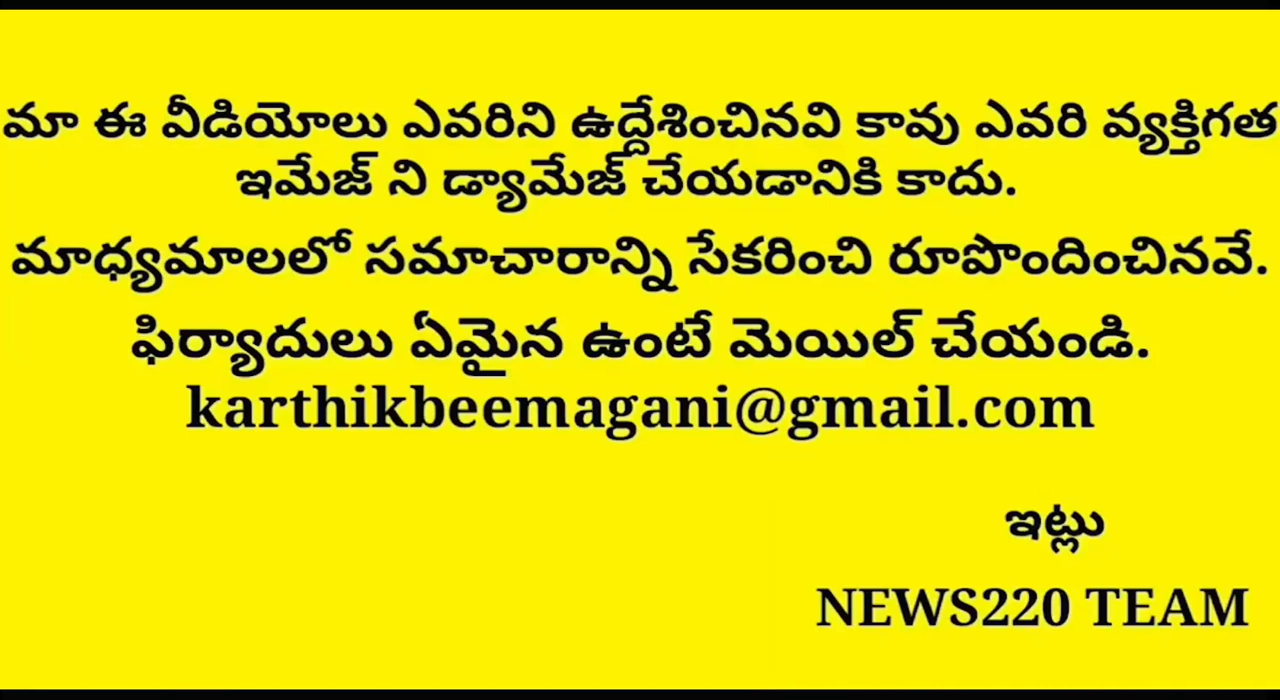 మా ఈ వీడియోలు ఎవరిని ఉద్దేశించినవి కావు ఎవరి వ్యక్తిగత
ఇమేజ్ ని డ్యామేజ్ చేయడానికి కాదు.
మాధ్యమాలలో సమాచారాన్ని సేకరించి రూపొందించినవే.
ఫిర్యాదులు ఏమైన ఉంటే మెయిల్ చేయండి.
karthikbeemagani@gmail.com
ఇట్లు
NEWS220 TEAM